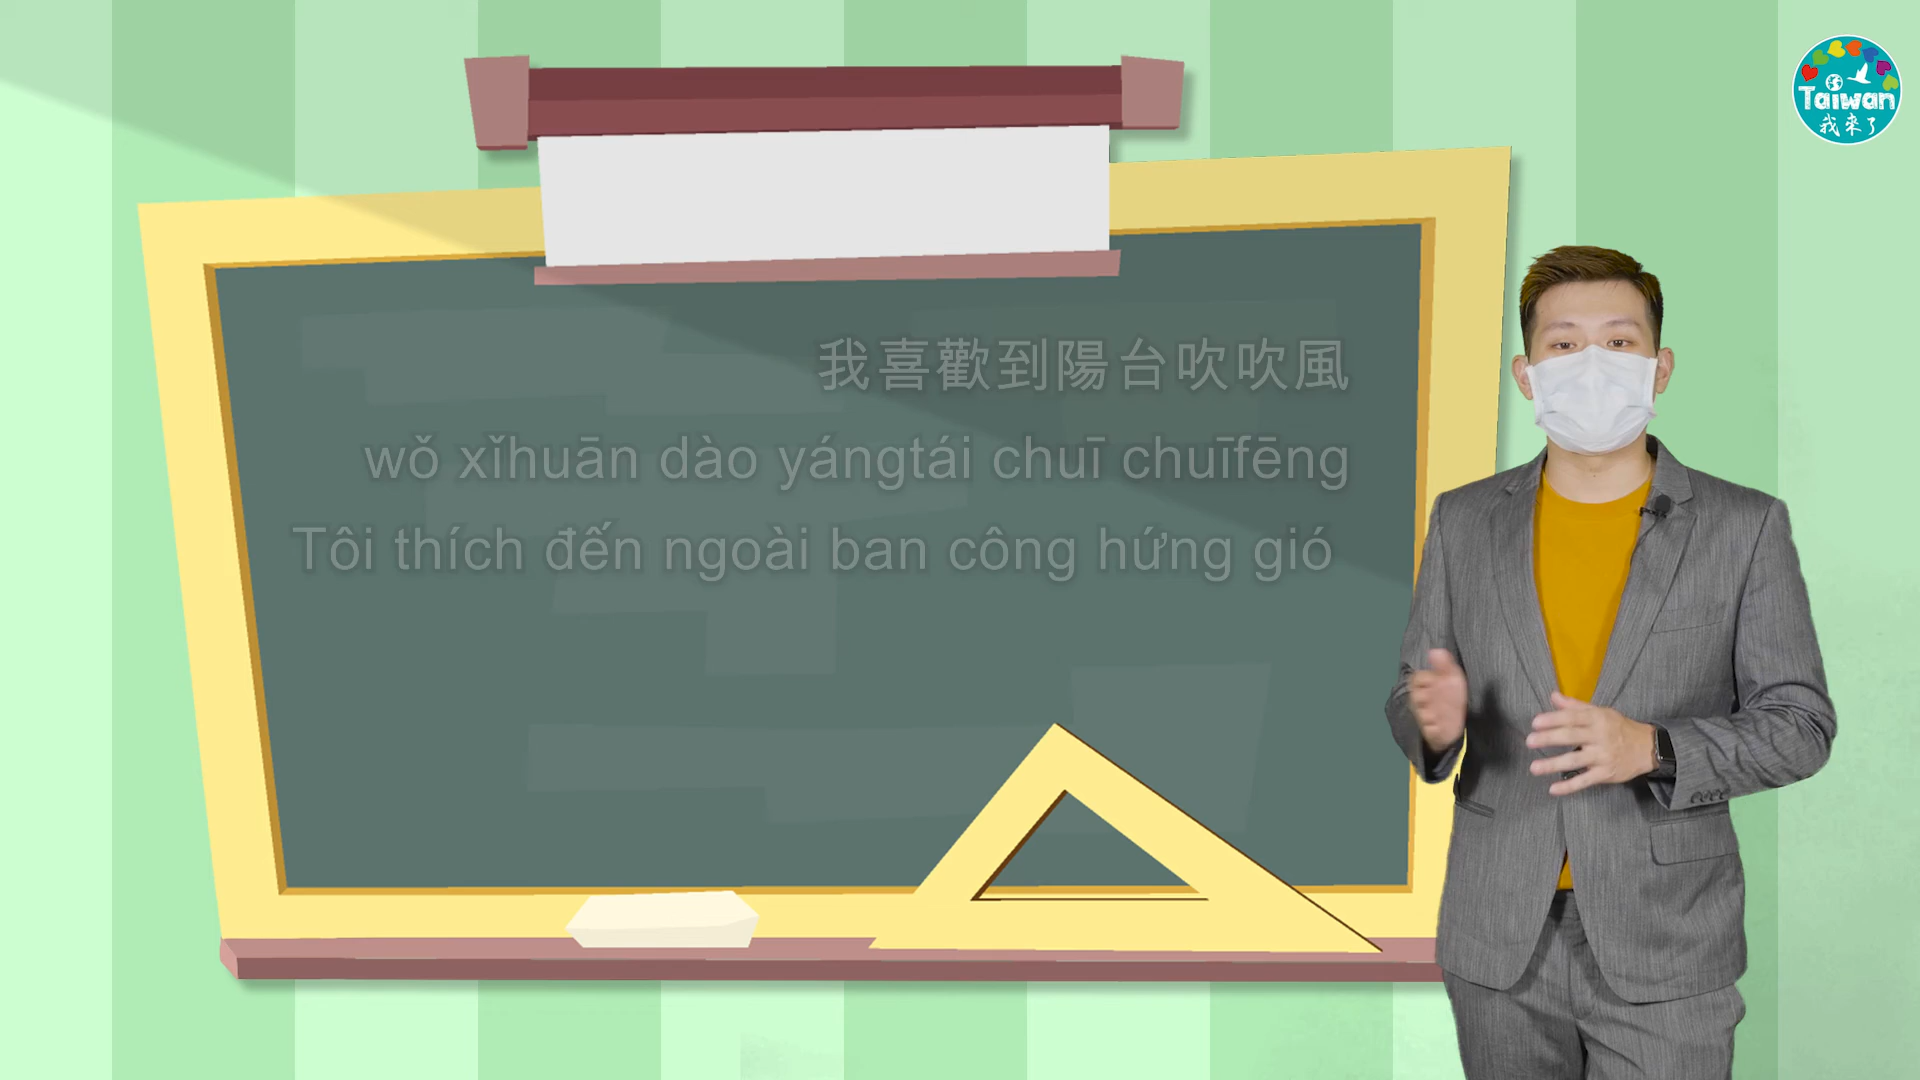 我喜歡到陽台吹吹風
wǒ xǐhuān dào yángtái chuī chuīfēng
Tôi thích đến ngoài ban công hứng gió
Taiwan
我來了